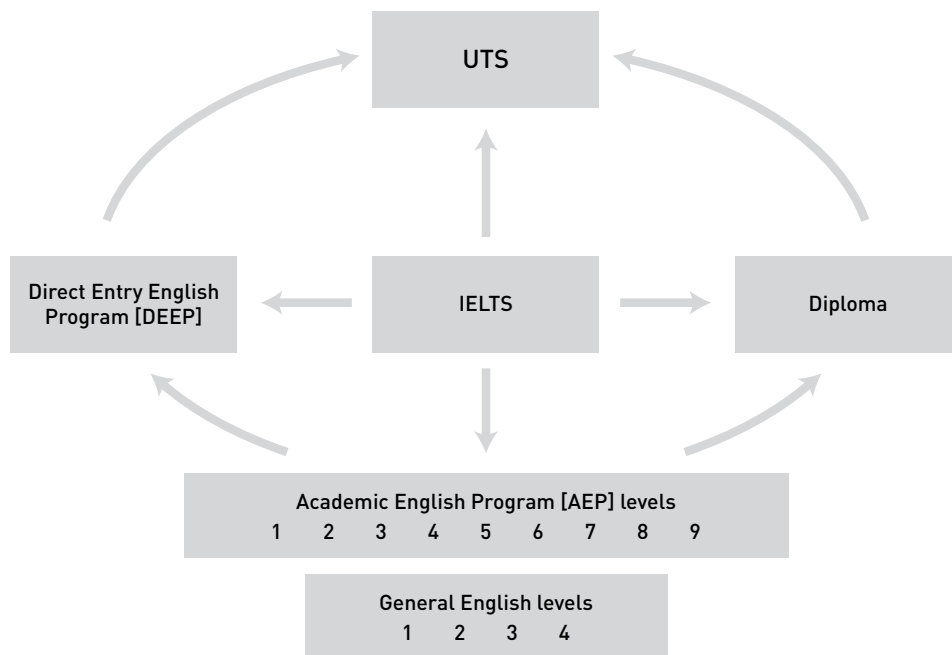 UTS
Direct Entry English
Program [DEEP]
IELTS
Diploma
Academic English Program [AEP] levels
1 2 3 4 5 6 7 8 9
General English levels
1 2 3 4